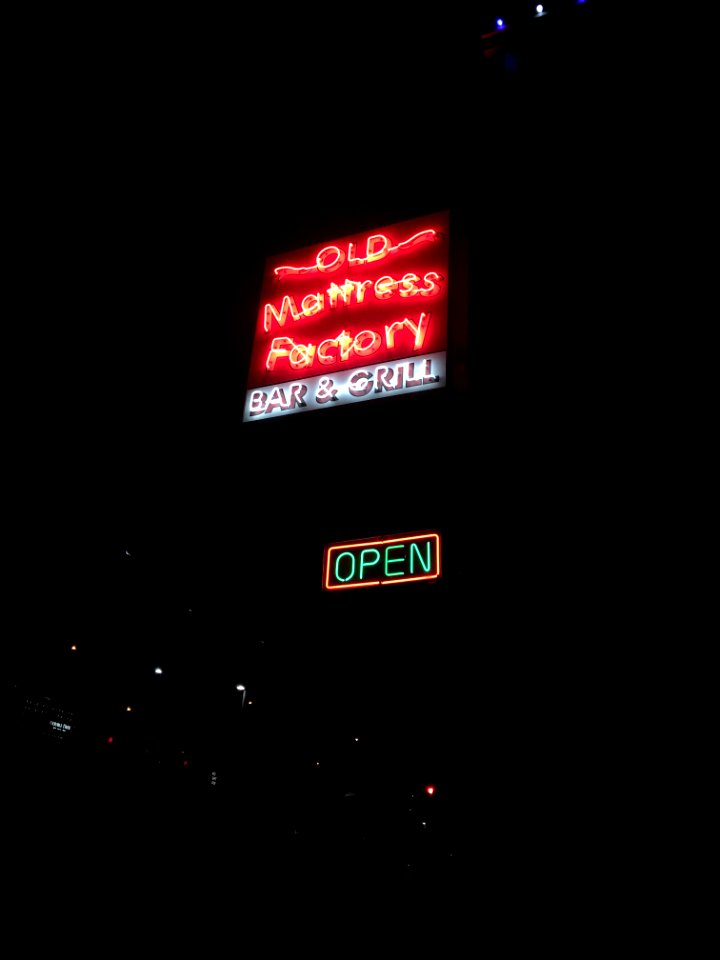 OLD
Mattress
Factory
BAR & GRILL
OPEN